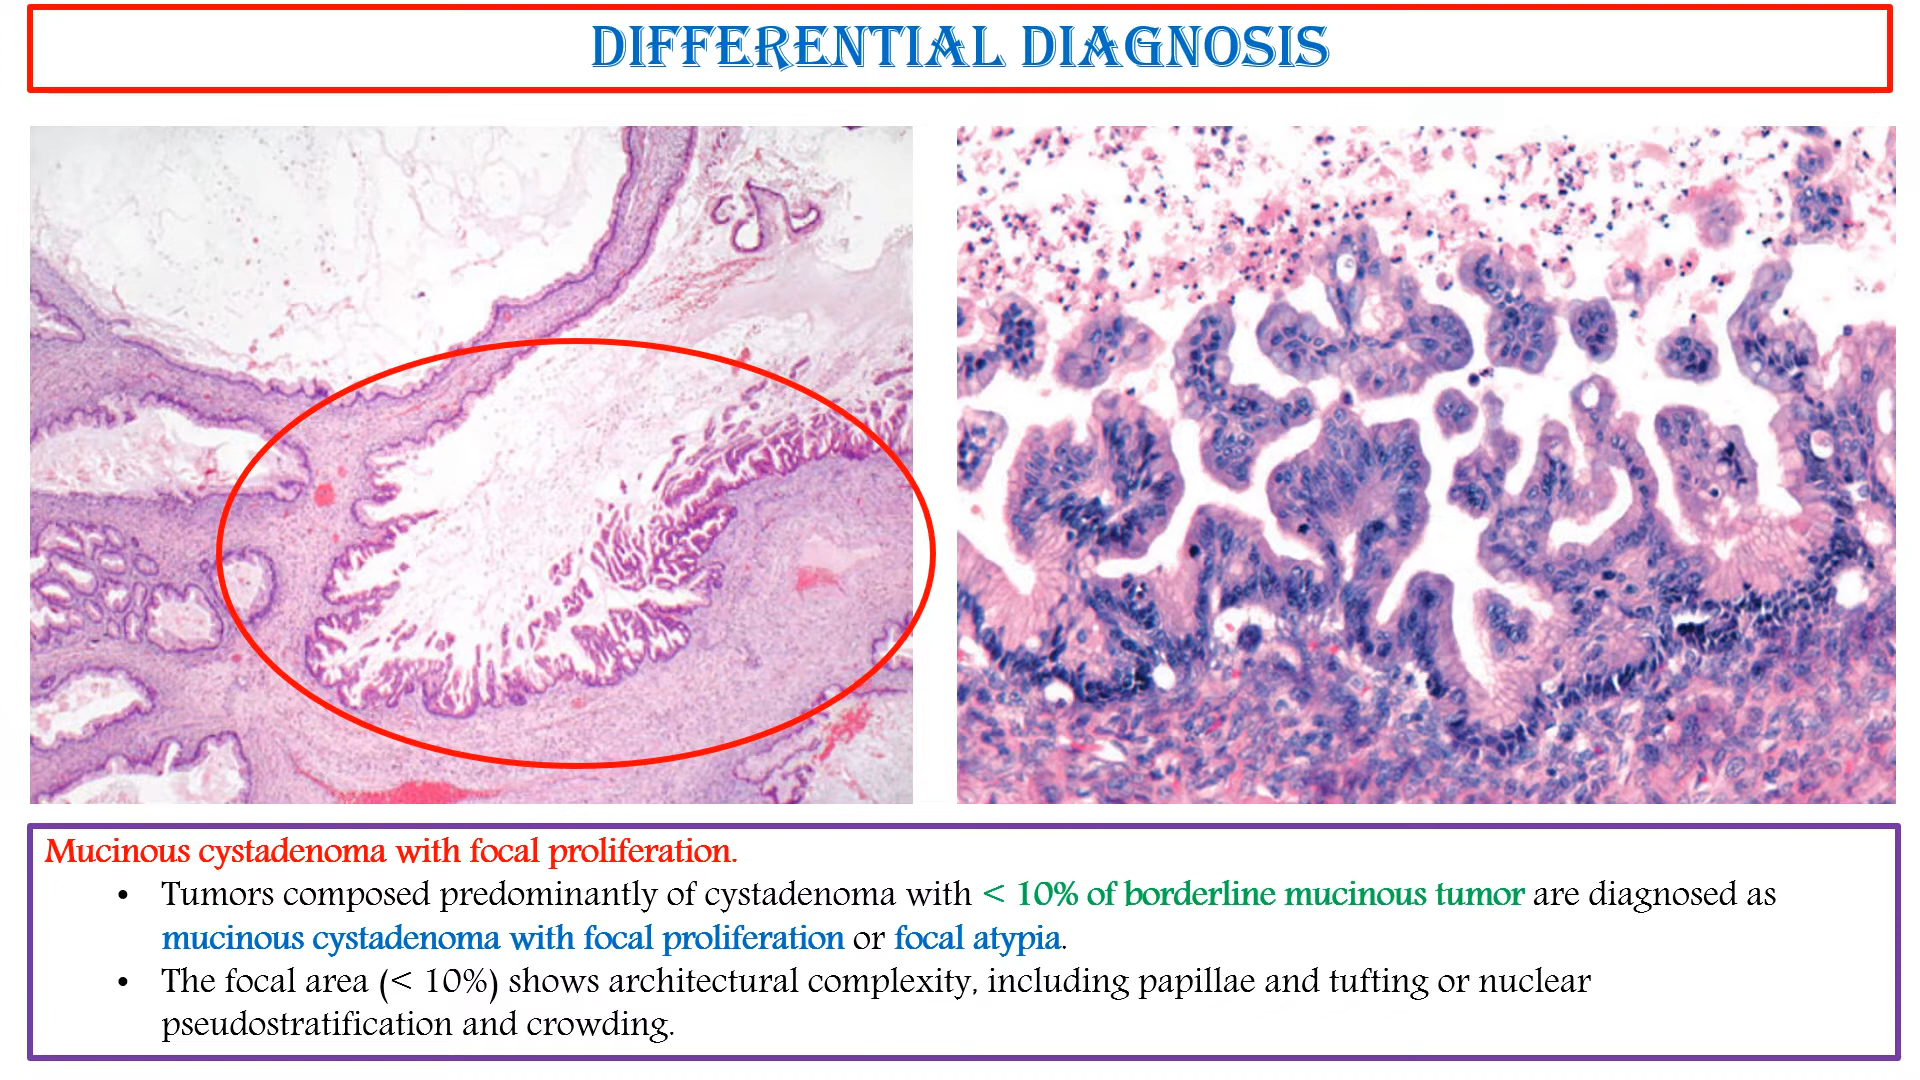 DIFFERENTIAL DIAGNOSIS
Mucinous cystadenoma with focal proliferation.
• Tumors composed predominantly of cystadenoma with < 10% of borderline mucinous tumor are diagnosed as
mucinous cystadenoma with focal proliferation or focal atypia.
• The focal area (< 10%) shows architectural complexity, including papillae and tufting or nuclear
pseudostratification and crowding.